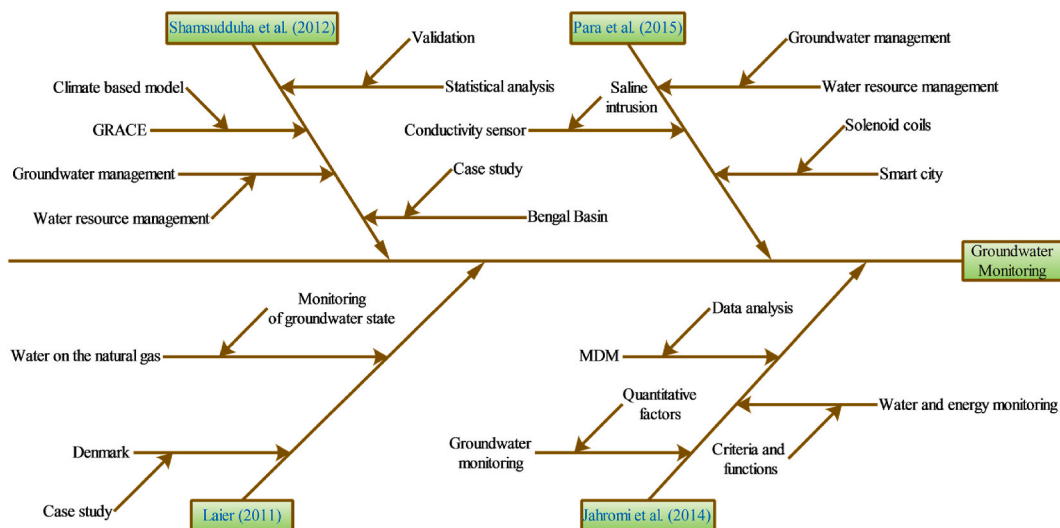 Shamsudduha et al. (2012)
Validation
Statistical analysis
Climate based model
GRACE
Groundwater management
Water resource management
Case study
Bengal Basin
Para et al. (2015)
Groundwater management
Water resource management
Saline
intrusion
Conductivity sensor
Solenoid coils
Smart city
Groundwater
Monitoring
Monitoring
of groundwater state
Water on the natural gas
Denmark
Case study
Laier (2011)
Data analysis
MDM
Quantitative
factors
Groundwater
monitoring
Water and energy monitoring
Criteria and
functions
Jahromi et al. (2014)